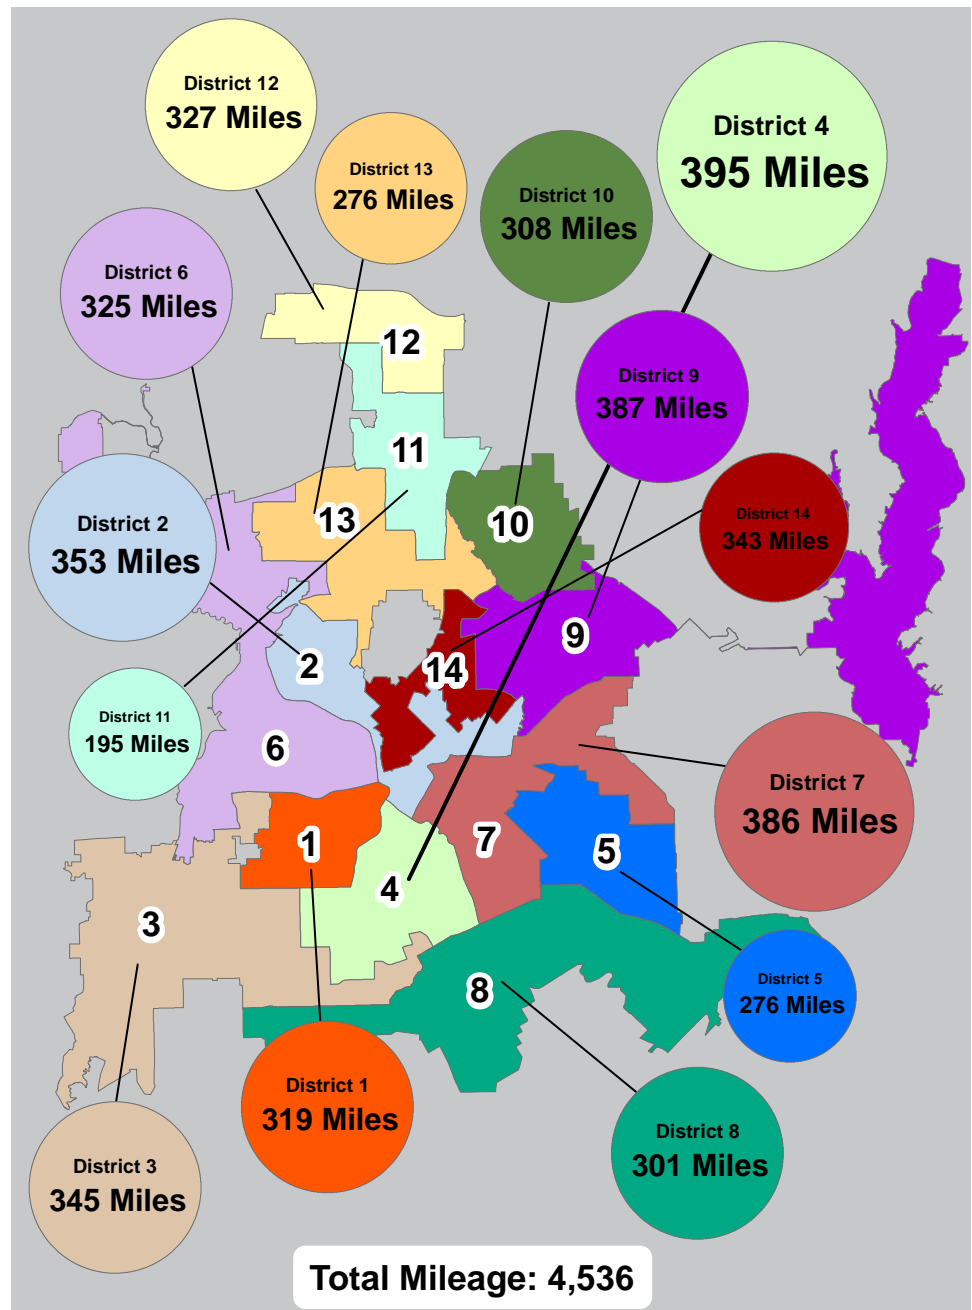 District 12
327 Miles
District 4
395 Miles
District 13
276 Miles
District 10
308 Miles
District 6
325 Miles
12
District 9
387 Miles
11
District 2
353 Miles
13
10
District 14
343 Miles
9
2
14
District 11
195 Miles
6
District 7
386 Miles
1
7
5
4
3
8
District 5
276 Miles
District 1
319 Miles
District 8
301 Miles
District 3
345 Miles
Total Mileage: 4,536